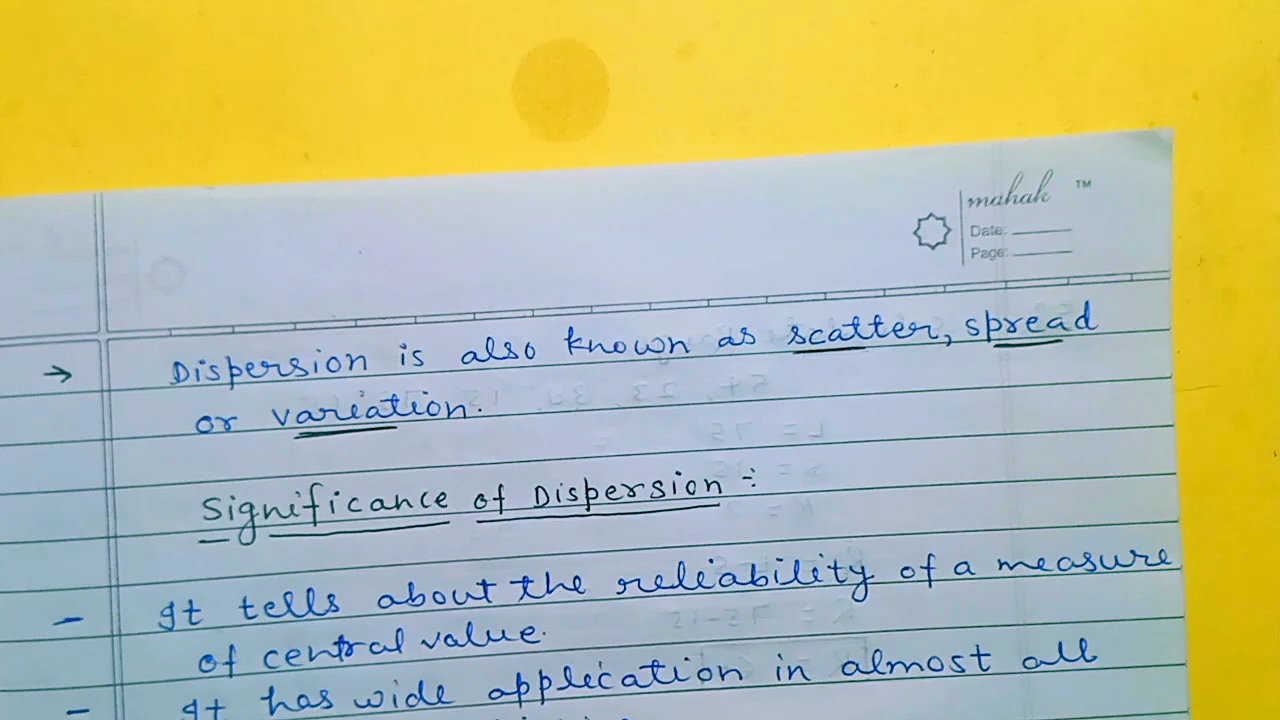 mahak TM
Date:
Page:
→ Dispersion is also known as scatter, spread
or variation.
Significance of Dispersion :-
- It tells about the reliability of a measure
of central value.
- It has wide application in almost all